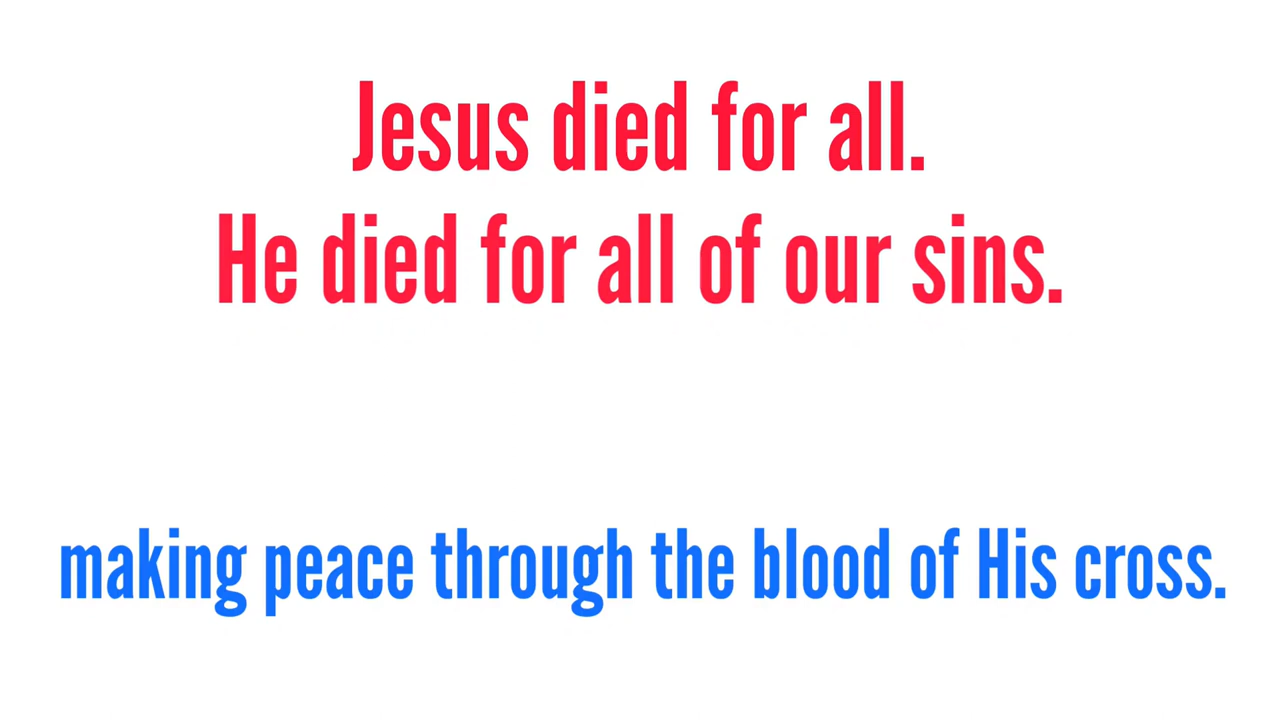 Jesus died for all.
He died for all of our sins.
making peace through the blood of His cross.